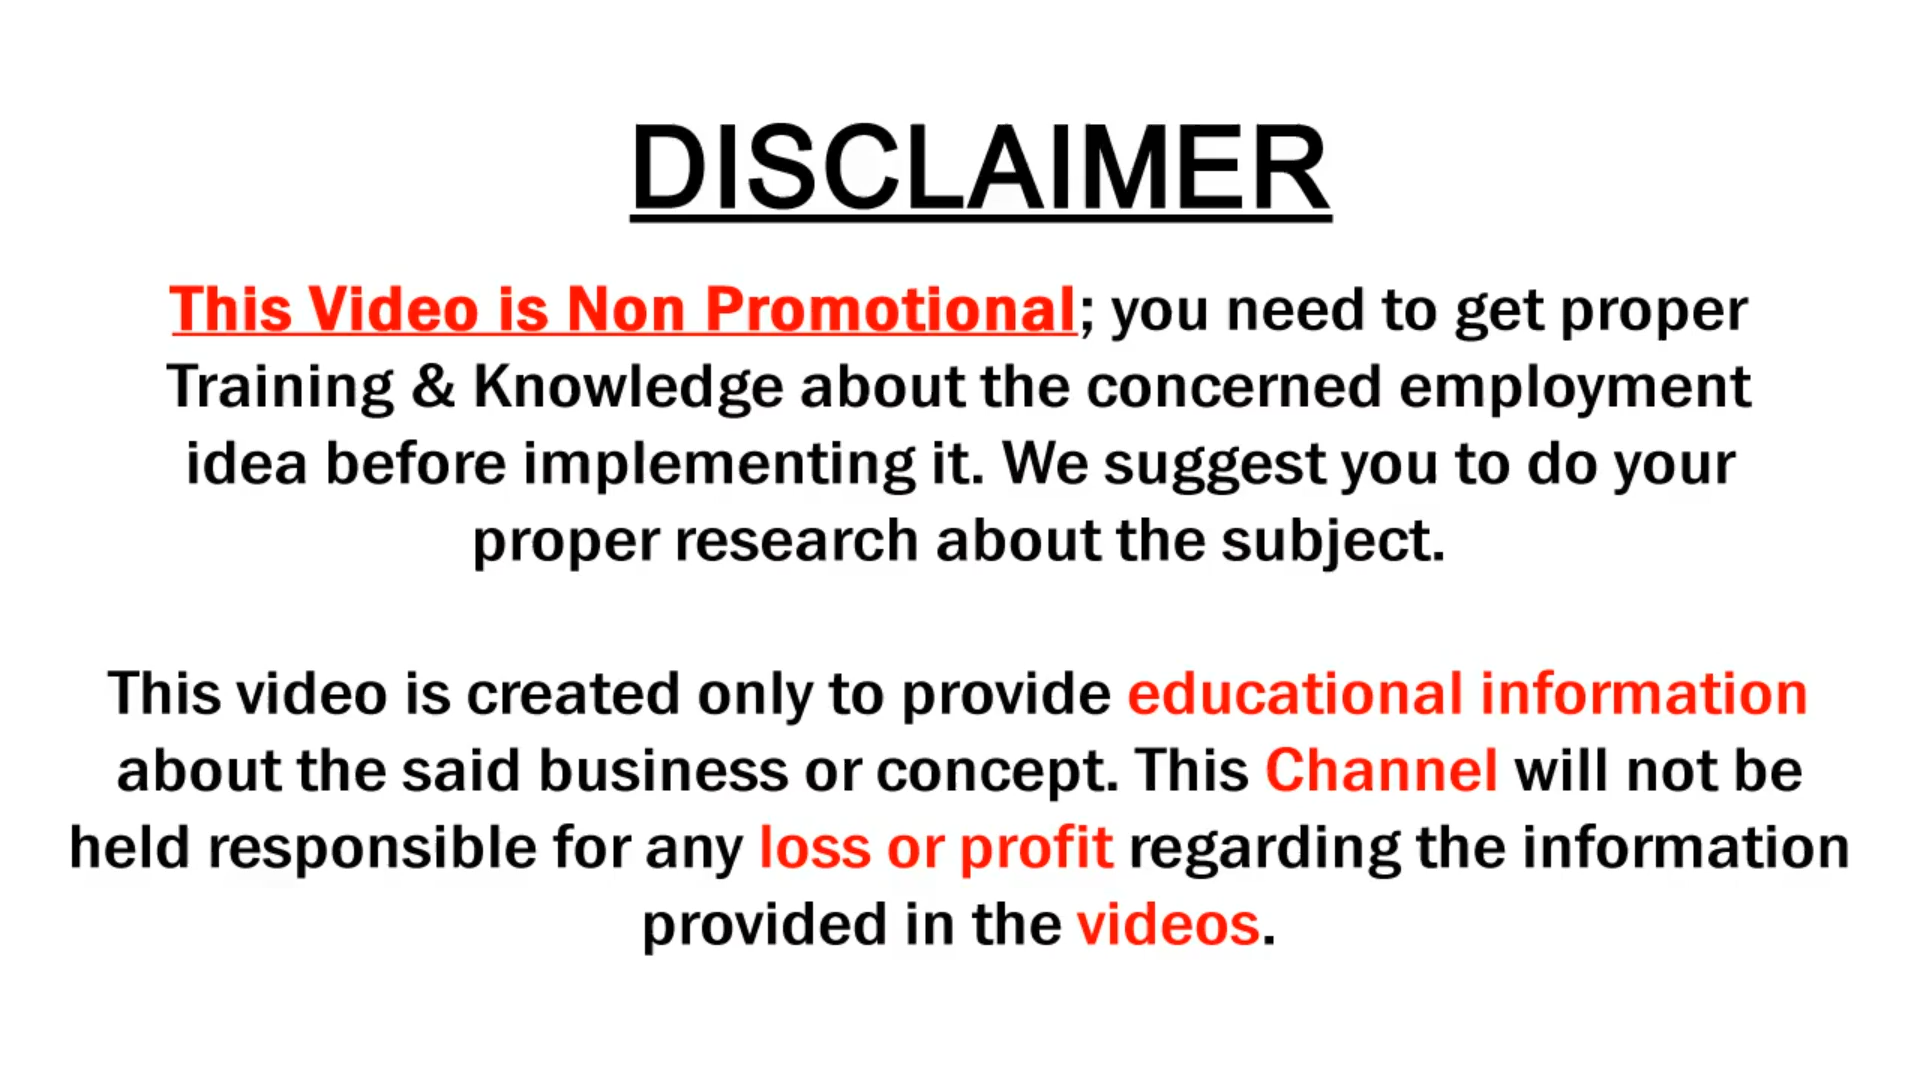 DISCLAIMER
This Video is Non Promotional; you need to get proper
Training & Knowledge about the concerned employment
idea before implementing it. We suggest you to do your
proper research about the subject.
This video is created only to provide educational information
about the said business or concept. This Channel will not be
held responsible for any loss or profit regarding the information
provided in the videos.